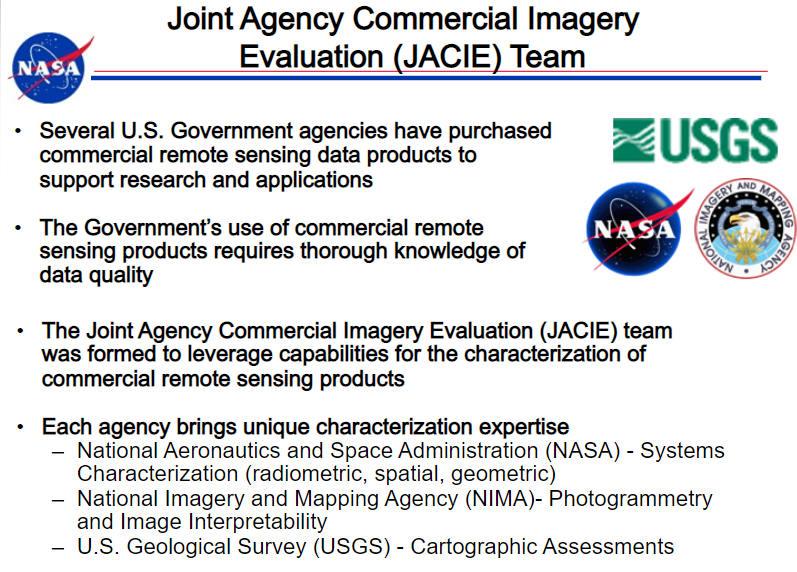 Joint Agency Commercial Imagery
Evaluation (JACIE) Team
NASA
• Several U.S. Government agencies have purchased
commercial remote sensing data products to
support research and applications
USGS
NASA
NATIONAL IMAGERY AND MAPPING AGENCY
• The Government’s use of commercial remote
sensing products requires thorough knowledge of
data quality
• The Joint Agency Commercial Imagery Evaluation (JACIE) team
was formed to leverage capabilities for the characterization of
commercial remote sensing products
• Each agency brings unique characterization expertise
– National Aeronautics and Space Administration (NASA) - Systems
Characterization (radiometric, spatial, geometric)
– National Imagery and Mapping Agency (NIMA)- Photogrammetry
and Image Interpretability
– U.S. Geological Survey (USGS) - Cartographic Assessments